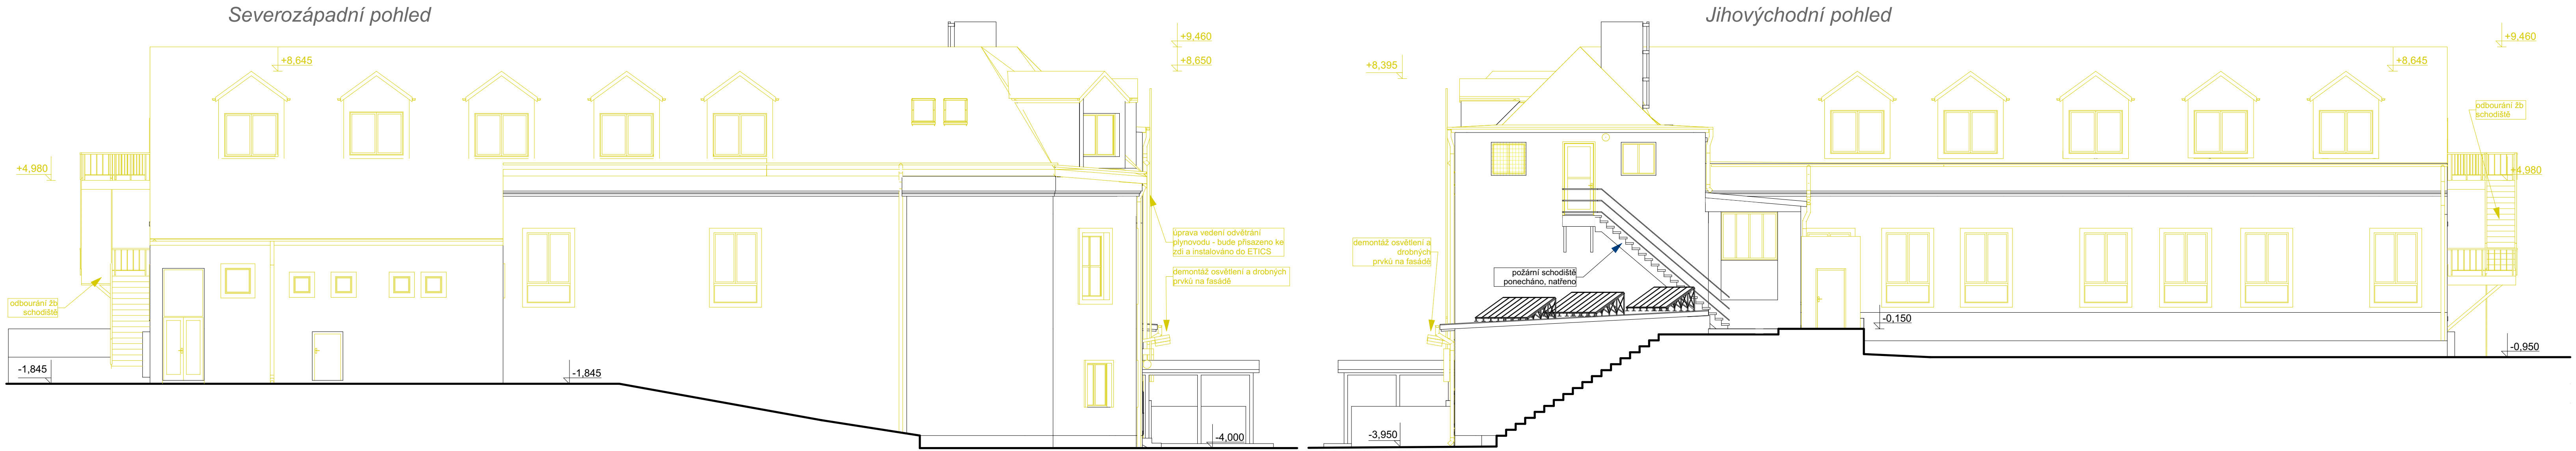 Severozápadní pohled
+8,645
+9,460
+8,650
+4,980
odbourání žb
schodiště
-1,845
-1,845
úprava vedení odvětrání
plynovodu - bude přisazeno ke
zdi a instalováno do ETICS
demontáž osvětlení a drobných
prvků na fasádě
-4,000
Jihovýchodní pohled
+8,395
+8,645
+9,460
odbourání žb
schodiště
+4,980
demontáž osvětlení a
drobných
prvků na fasádě
požární schodiště
ponecháno, natřeno
-0,150
-0,950
-3,950